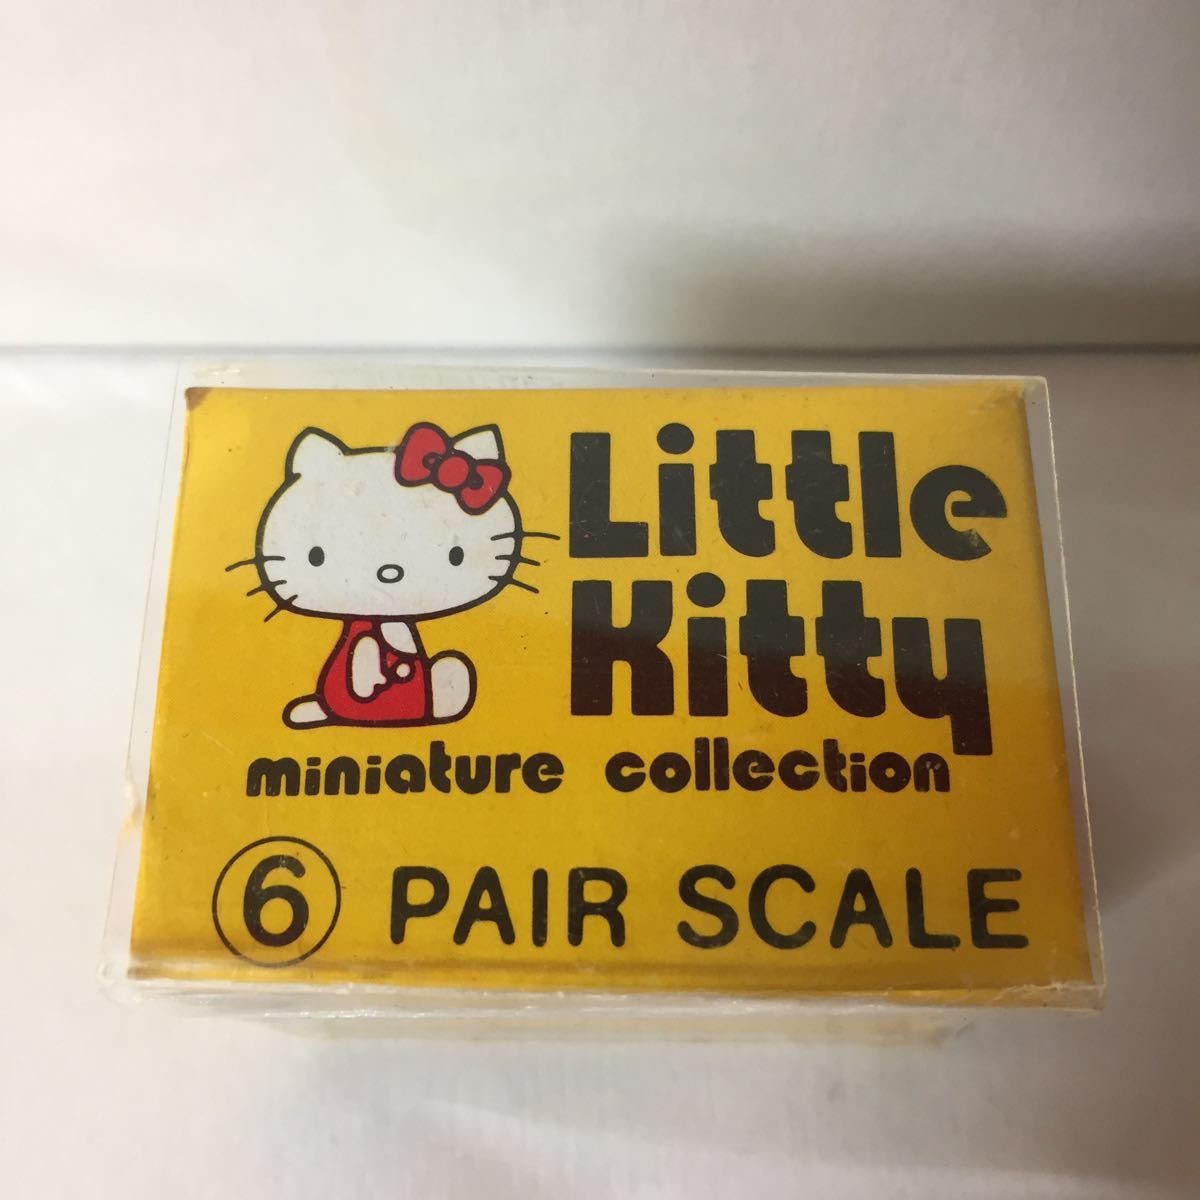 Little
Kitty
miniature collection
6 PAIR SCALE